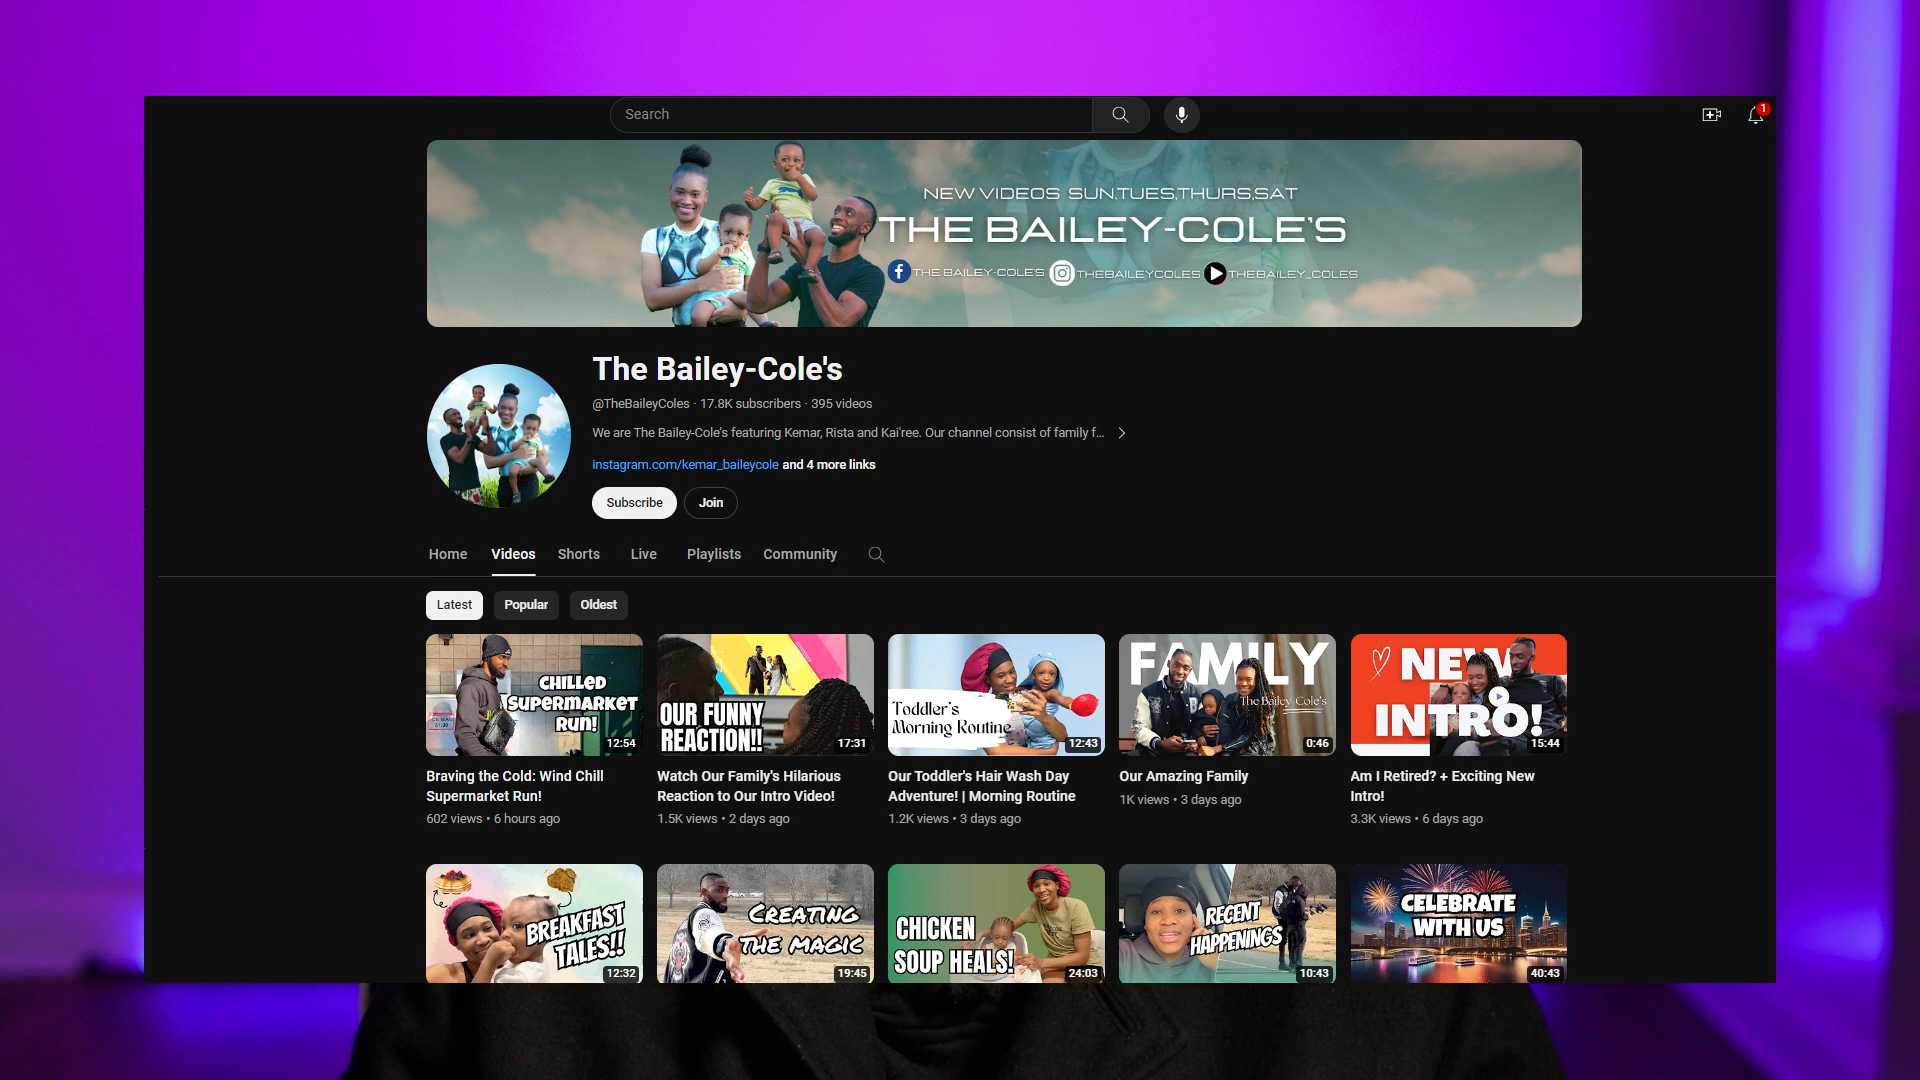 Search
1
NEW VIDEOS SUN,TUES,THURS,SAT
THE BAILEY-COLE'S
THE BAILEY-COLE'S THEBAILEYCOLES THEBAILEY_COLES
The Bailey-Cole's
@TheBaileyColes · 17.8K subscribers · 395 videos
We are The Bailey-Cole's featuring Kemar, Rista and Kai'ree. Our channel consist of family f...
instagram.com/kemar_baileycole and 4 more links
Subscribe Join
Home Videos Shorts Live Playlists Community
Latest Popular Oldest
CHILLED
SUPERMARKET
RUN!
12:54
OUR FUNNY
REACTION!!
17:31
Toddler's
Morning Routine
12:43
FAMILY
The Bailey Cole's
0:46
NEW
INTRO!
15:44
Braving the Cold: Wind Chill
Supermarket Run!
602 views • 6 hours ago
Watch Our Family's Hilarious
Reaction to Our Intro Video!
1.5K views • 2 days ago
Our Toddler's Hair Wash Day
Adventure! | Morning Routine
1.2K views • 3 days ago
Our Amazing Family
1K views • 3 days ago
Am I Retired? + Exciting New
Intro!
3.3K views • 6 days ago
BREAKFAST
TALES!!
12:32
CREATING
THE MAGIC
19:45
CHICKEN
SOUP HEALS!
24:03
RECENT
HAPPENINGS
10:43
CELEBRATE
WITH US
40:43